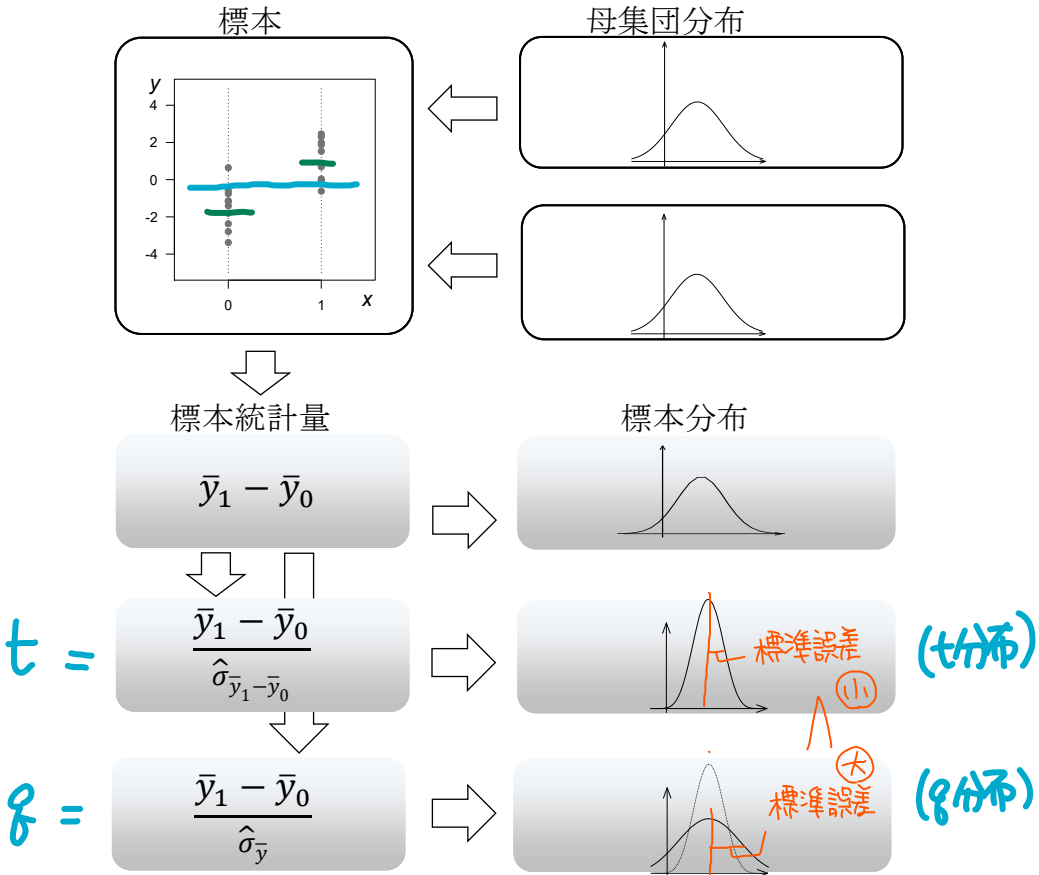 標本
母集団分布
y
4
2
0
-2
-4
0
1
x
標本統計量
標本分布
ȳ₁ − ȳ₀
t =
ȳ₁ − ȳ₀
σ̂ȳ₁−ȳ₀
標準誤差
小
(t分布)
q =
ȳ₁ − ȳ₀
σ̂ȳ
大
標準誤差
(q分布)